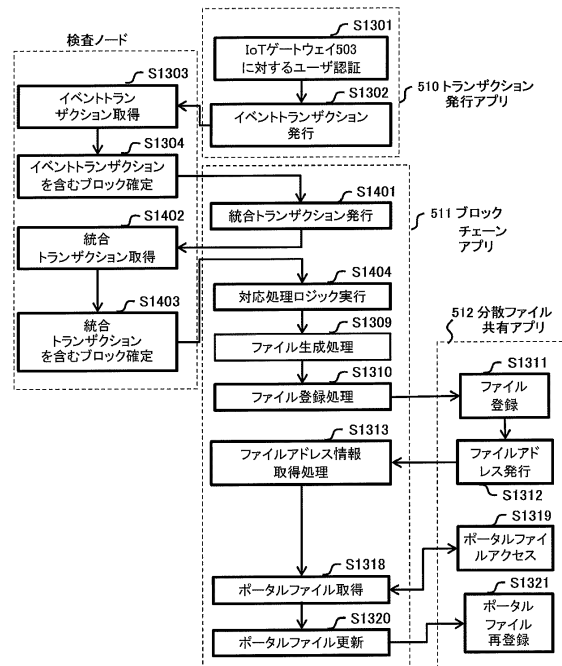 S1301
IoTゲートウェイ503
に対するユーザ認証
S1302
イベントトランザクション
発行
510 トランザクション
発行アプリ
検査ノード
S1303
イベントトラン
ザクション取得
S1304
イベントトランザクション
を含むブロック確定
S1401
統合トランザクション発行
511 ブロック
チェーン
アプリ
S1402
統合
トランザクション取得
S1403
統合
トランザクション
を含むブロック確定
S1404
対応処理ロジック実行
S1309
ファイル生成処理
S1310
ファイル登録処理
512 分散ファイル
共有アプリ
S1311
ファイル
登録
S1313
ファイルアドレス情報
取得処理
ファイルアド
レス発行
S1312
S1319
ポータルファイ
ルアクセス
S1318
ポータルファイル取得
S1320
ポータルファイル更新
S1321
ポータル
ファイル
再登録